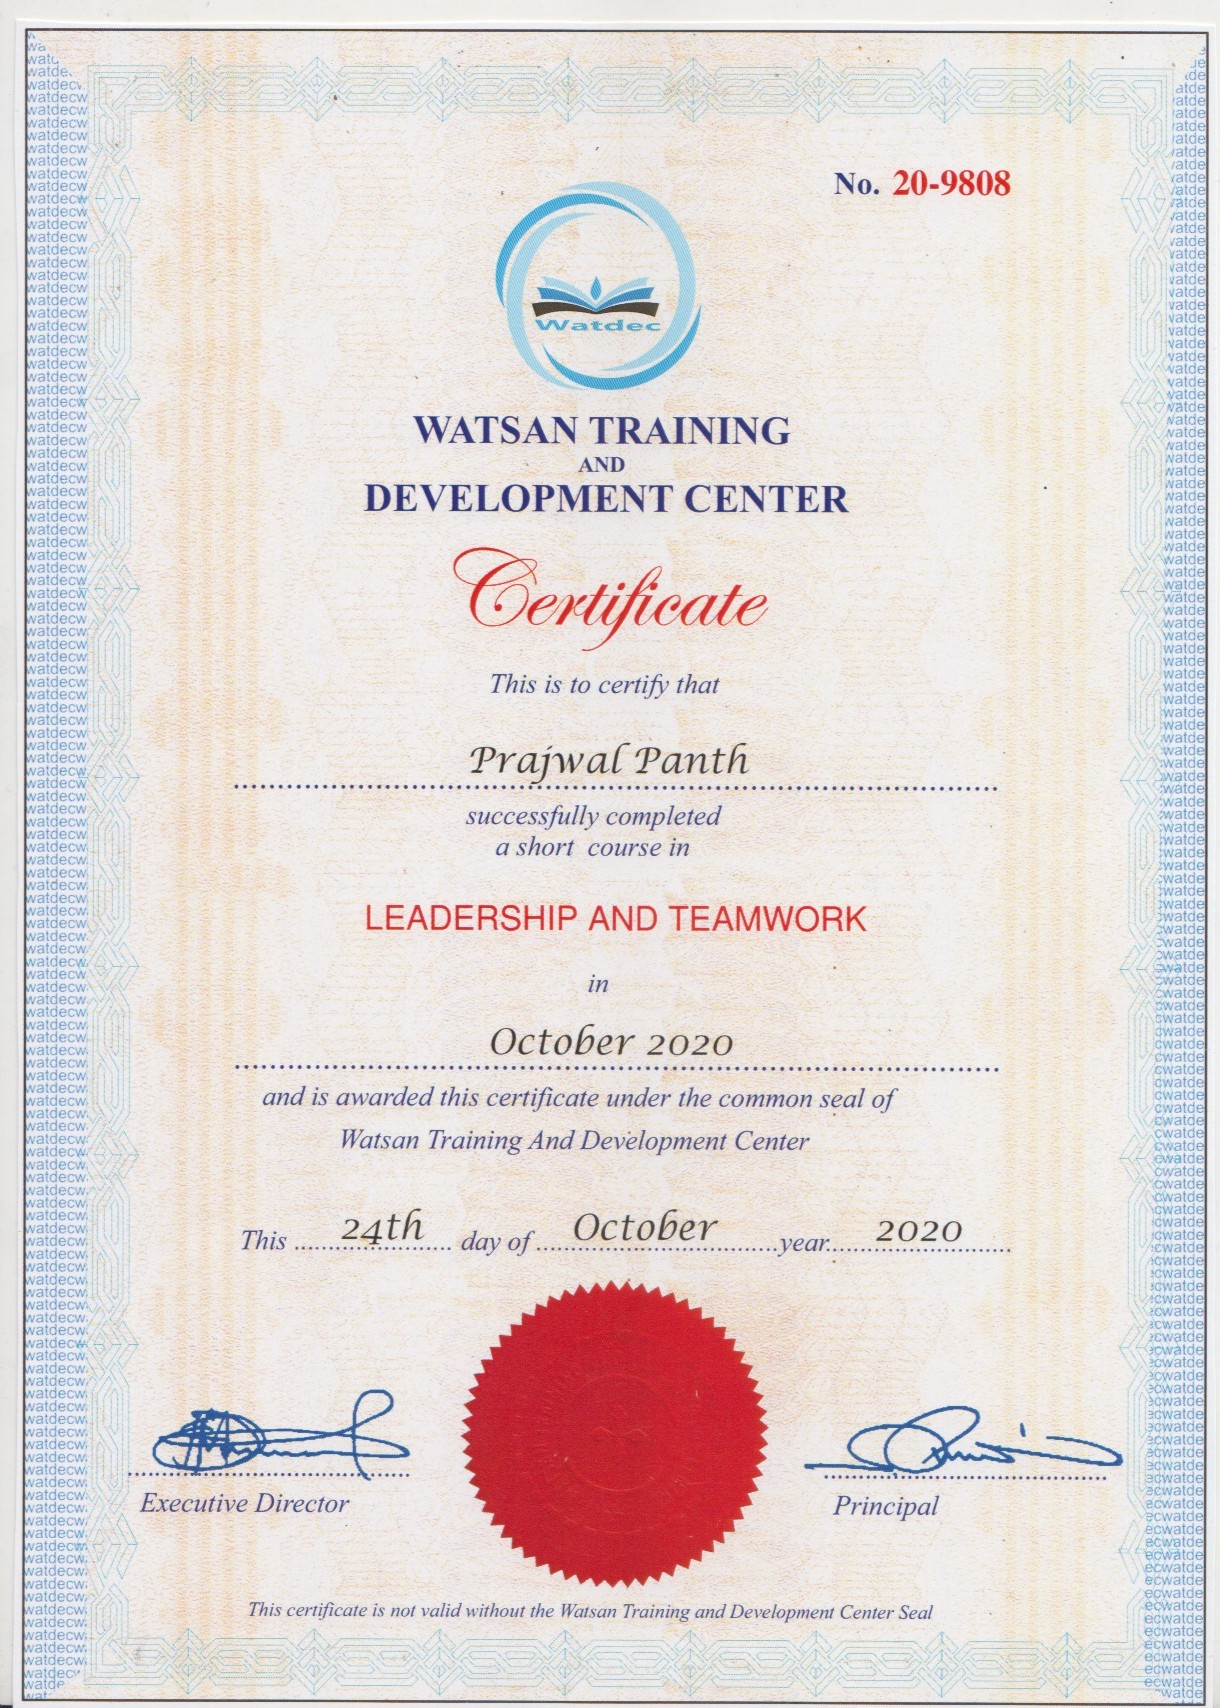 No. 20-9808
Watdec
WATSAN TRAINING
AND
DEVELOPMENT CENTER
Certificate
This is to certify that
Prajwal Panth
successfully completed
a short course in
LEADERSHIP AND TEAMWORK
in
October 2020
and is awarded this certificate under the common seal of
Watsan Training And Development Center
This 24th day of October year 2020
Executive Director
Principal
This certificate is not valid without the Watsan Training and Development Center Seal